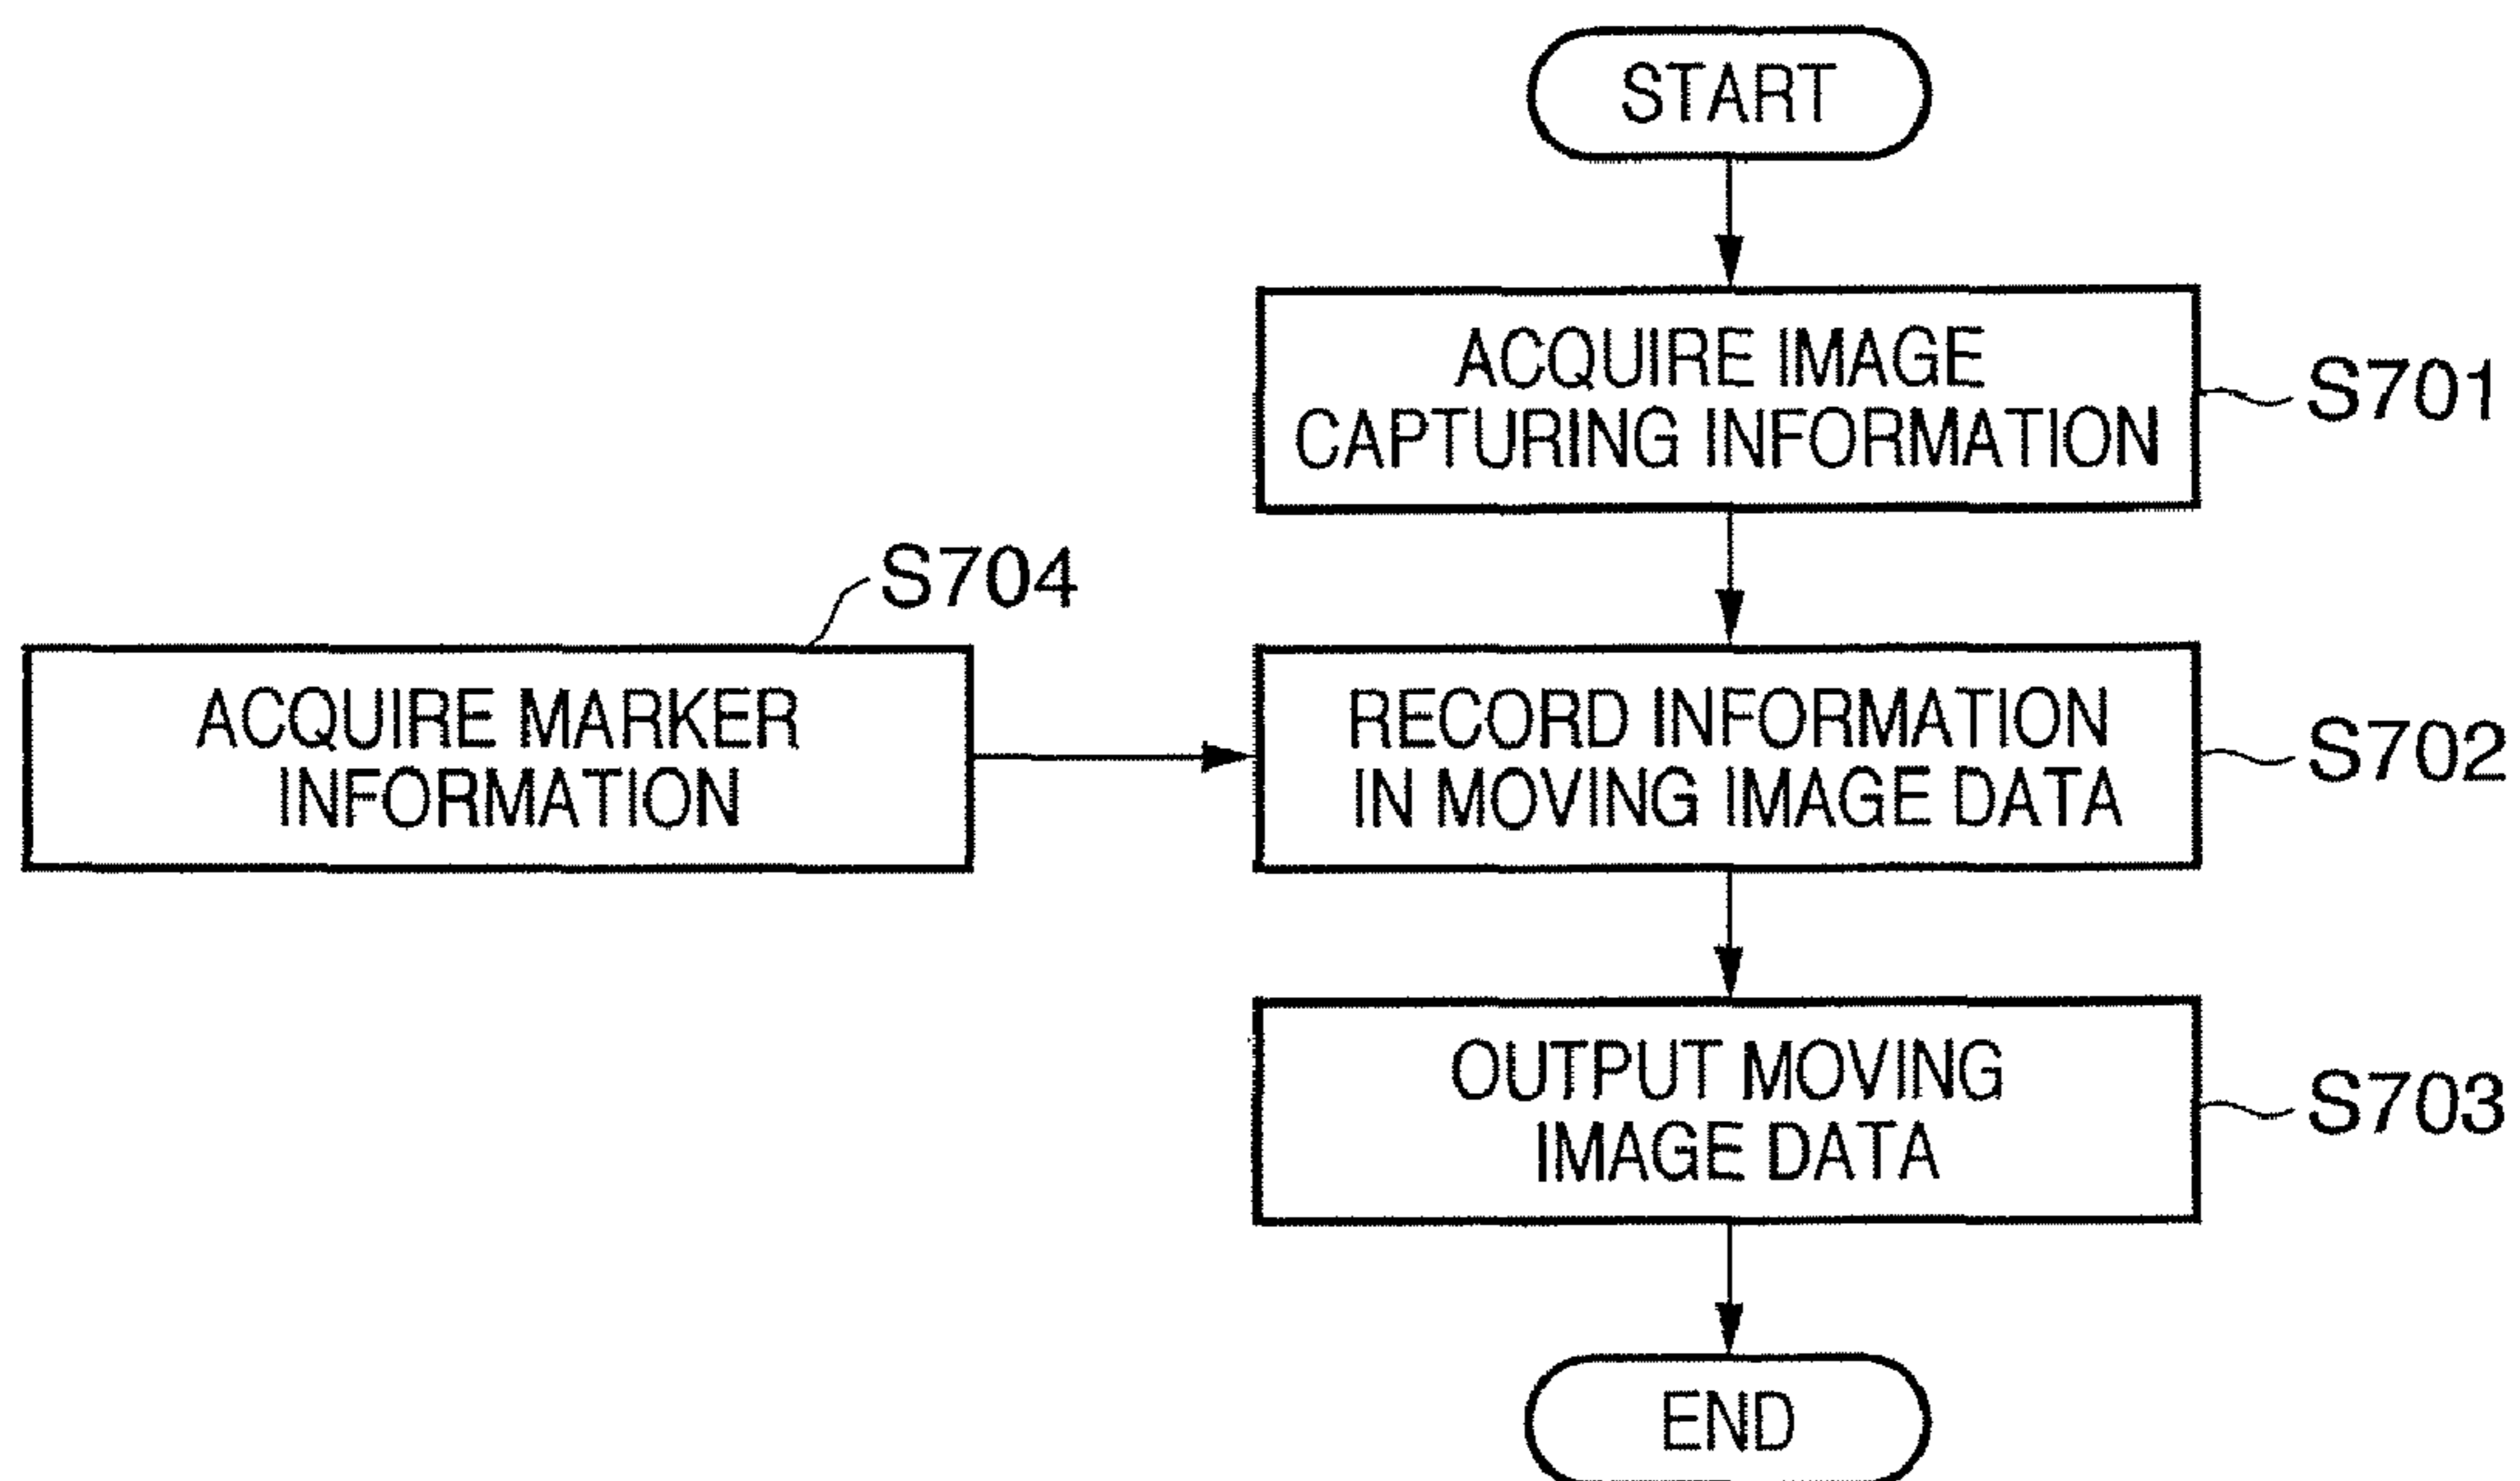 START
ACQUIRE IMAGE
CAPTURING INFORMATION
S701
S704
ACQUIRE MARKER
INFORMATION
RECORD INFORMATION
IN MOVING IMAGE DATA
S702
OUTPUT MOVING
IMAGE DATA
S703
END